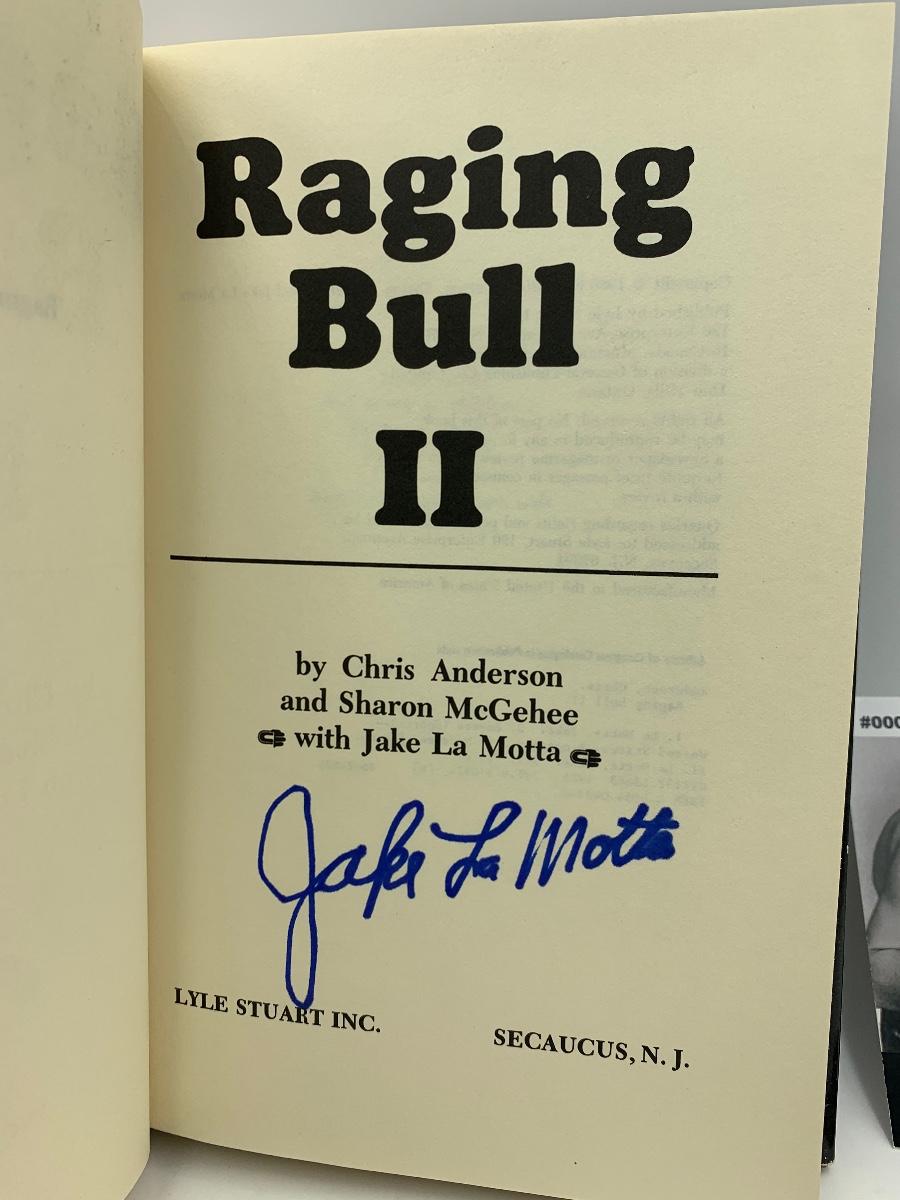 Raging
Bull
II
by Chris Anderson
and Sharon McGehee
with Jake La Motta
Jake La Motta
LYLE STUART INC.
SECAUCUS, N. J.
#000